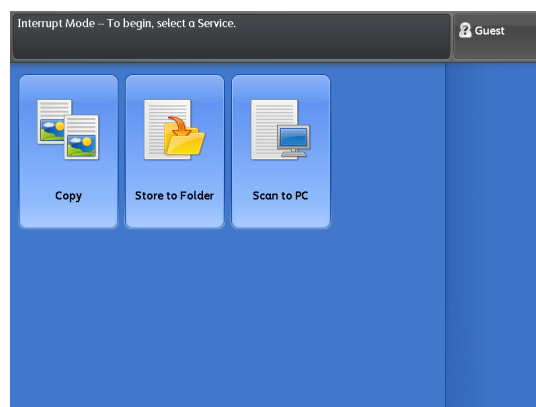 Interrupt Mode – To begin, select a Service.
Guest
Copy
Store to Folder
Scan to PC